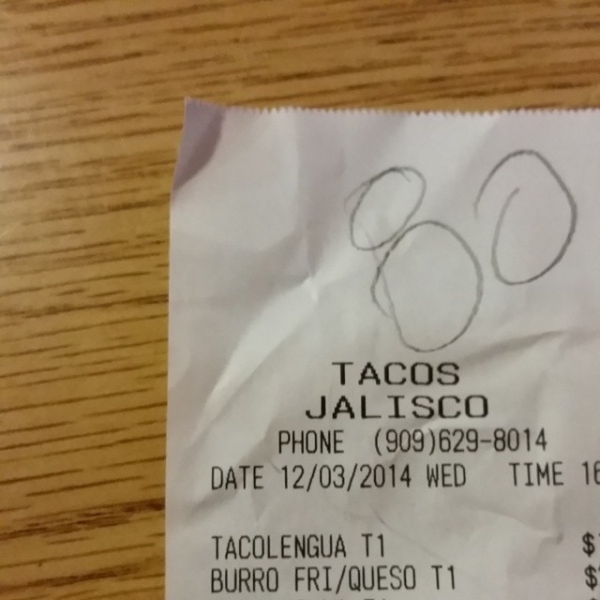 80
TACOS
JALISCO
PHONE (909)629-8014
DATE 12/03/2014 WED TIME 16
TACOLENGUA T1 $
BURRO FRI/QUESO T1 $